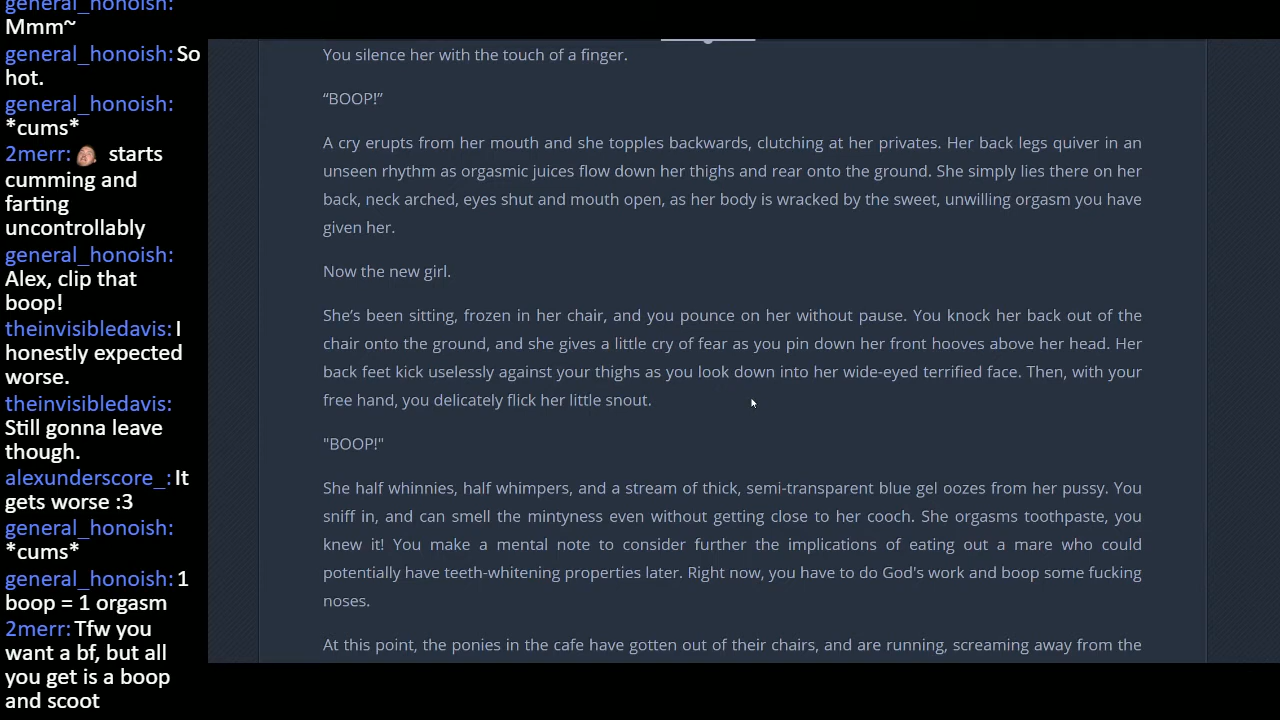 general_honoish:
Mmm~
general_honoish: So
hot.
general_honoish:
*cums*
2merr: starts
cumming and
farting
uncontrollably
general_honoish:
Alex, clip that
boop!
theinvisibledavis: I
honestly expected
worse.
theinvisibledavis:
Still gonna leave
though.
alexunderscore_: It
gets worse :3
general_honoish:
*cums*
general_honoish: 1
boop = 1 orgasm
2merr: Tfw you
want a bf, but all
you get is a boop
and scoot
You silence her with the touch of a finger.
“BOOP!”
A cry erupts from her mouth and she topples backwards, clutching at her privates. Her back legs quiver in an
unseen rhythm as orgasmic juices flow down her thighs and rear onto the ground. She simply lies there on her
back, neck arched, eyes shut and mouth open, as her body is wracked by the sweet, unwilling orgasm you have
given her.
Now the new girl.
She’s been sitting, frozen in her chair, and you pounce on her without pause. You knock her back out of the
chair onto the ground, and she gives a little cry of fear as you pin down her front hooves above her head. Her
back feet kick uselessly against your thighs as you look down into her wide-eyed terrified face. Then, with your
free hand, you delicately flick her little snout.
"BOOP!"
She half whinnies, half whimpers, and a stream of thick, semi-transparent blue gel oozes from her pussy. You
sniff in, and can smell the mintyness even without getting close to her cooch. She orgasms toothpaste, you
knew it! You make a mental note to consider further the implications of eating out a mare who could
potentially have teeth-whitening properties later. Right now, you have to do God's work and boop some fucking
noses.
At this point, the ponies in the cafe have gotten out of their chairs, and are running, screaming away from the